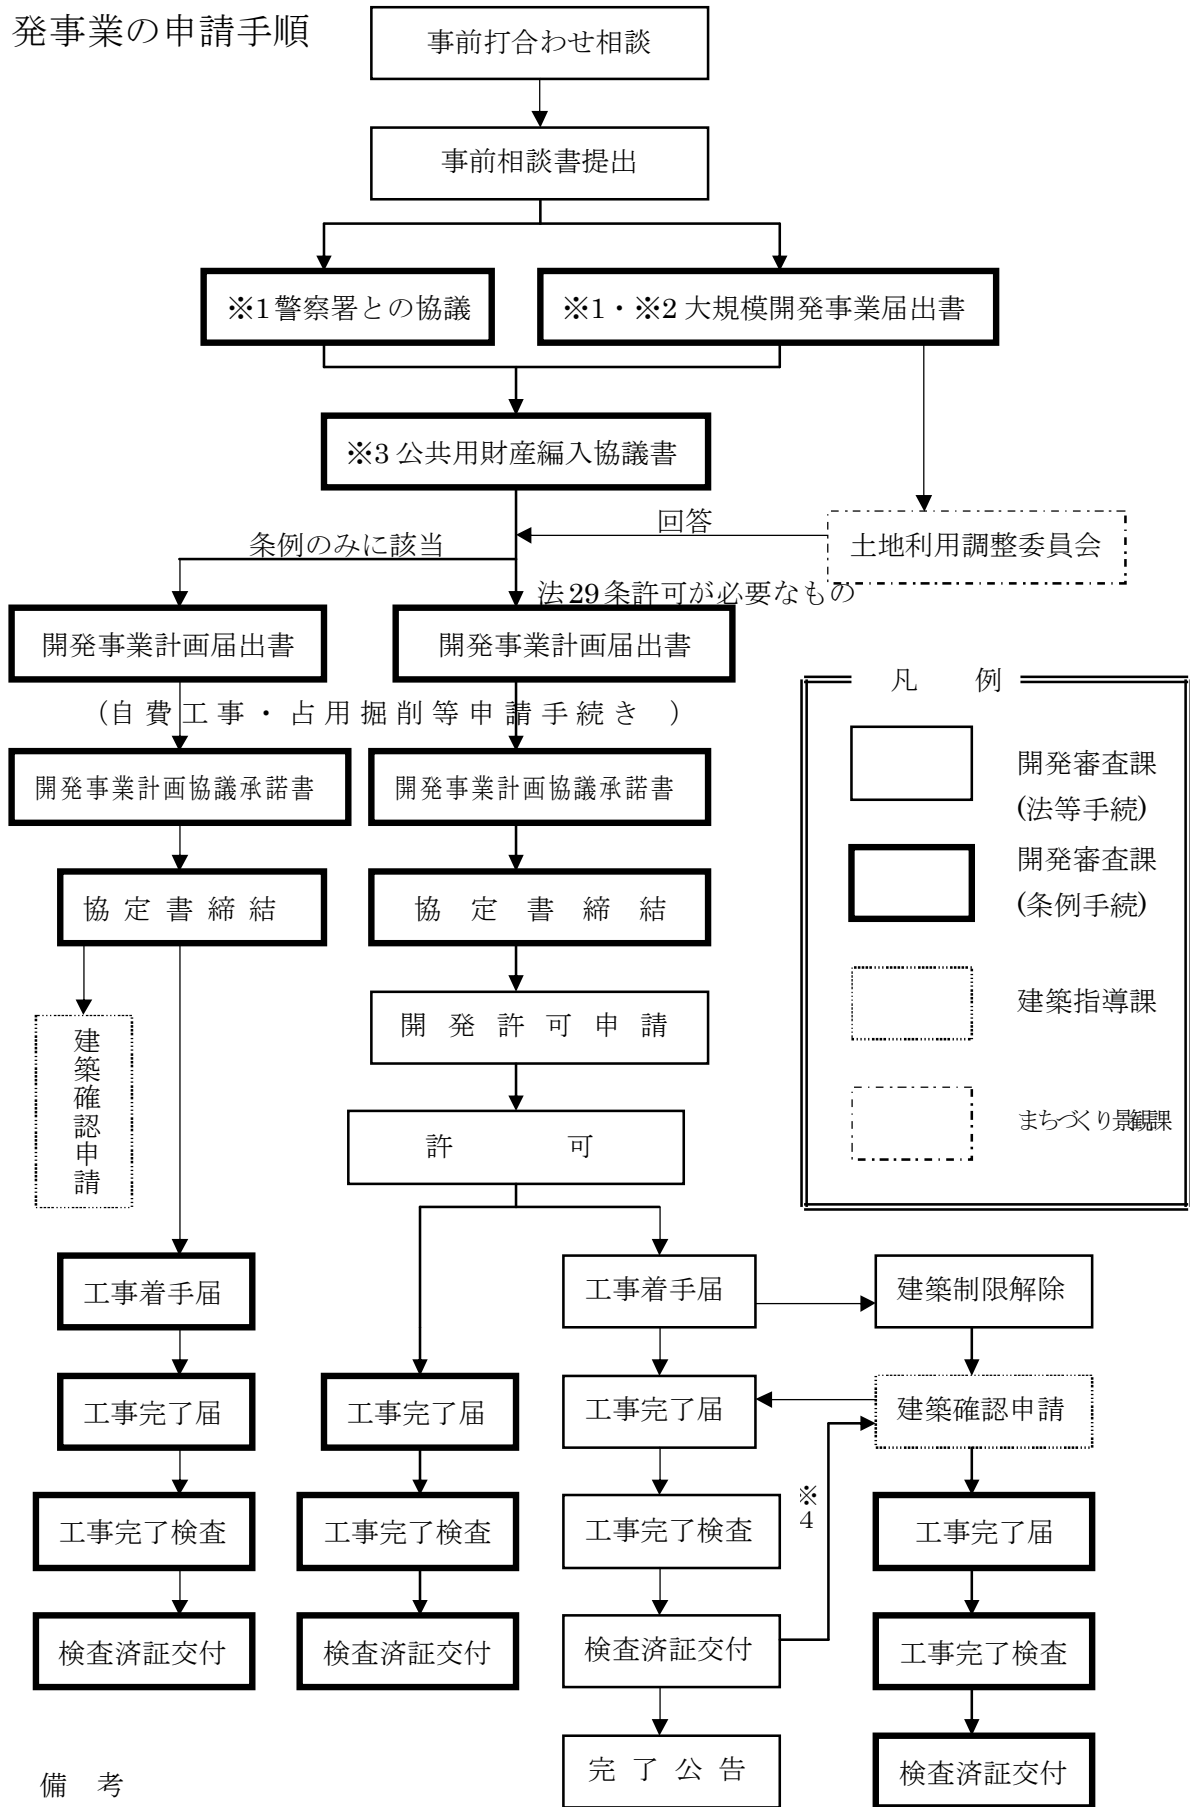 発事業の申請手順
事前打合わせ相談
事前相談書提出
※1警察署との協議
※1・※2 大規模開発事業届出書
※3 公共用財産編入協議書
回答
土地利用調整委員会
条例のみに該当
法29条許可が必要なもの
開発事業計画届出書
開発事業計画届出書
(自費工事・占用掘削等申請手続き )
開発事業計画協議承諾書
開発事業計画協議承諾書
協定書締結
協定書締結
建築確認申請
開発許可申請
許可
凡 例
開発審査課
(法等手続)
開発審査課
(条例手続)
建築指導課
まちづくり景観課
工事着手届
工事着手届
建築制限解除
工事完了届
工事完了届
工事完了届
建築確認申請
※4
工事完了検査
工事完了検査
工事完了検査
工事完了届
検査済証交付
検査済証交付
検査済証交付
工事完了検査
完了公告
検査済証交付
備 考